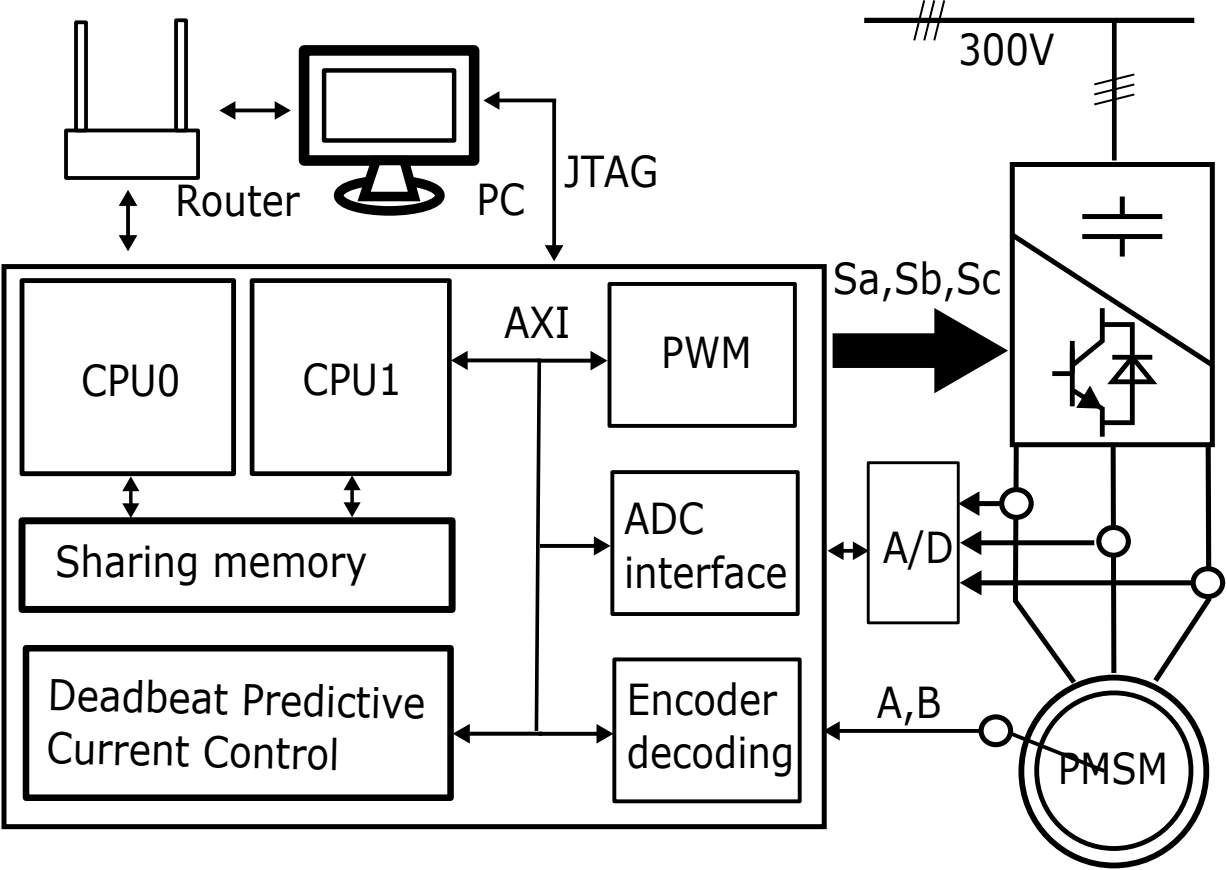 300V
Router
PC
JTAG
Sa,Sb,Sc
CPU0
CPU1
AXI
PWM
Sharing memory
ADC
interface
A/D
Deadbeat Predictive
Current Control
Encoder
decoding
A,B
PMSM